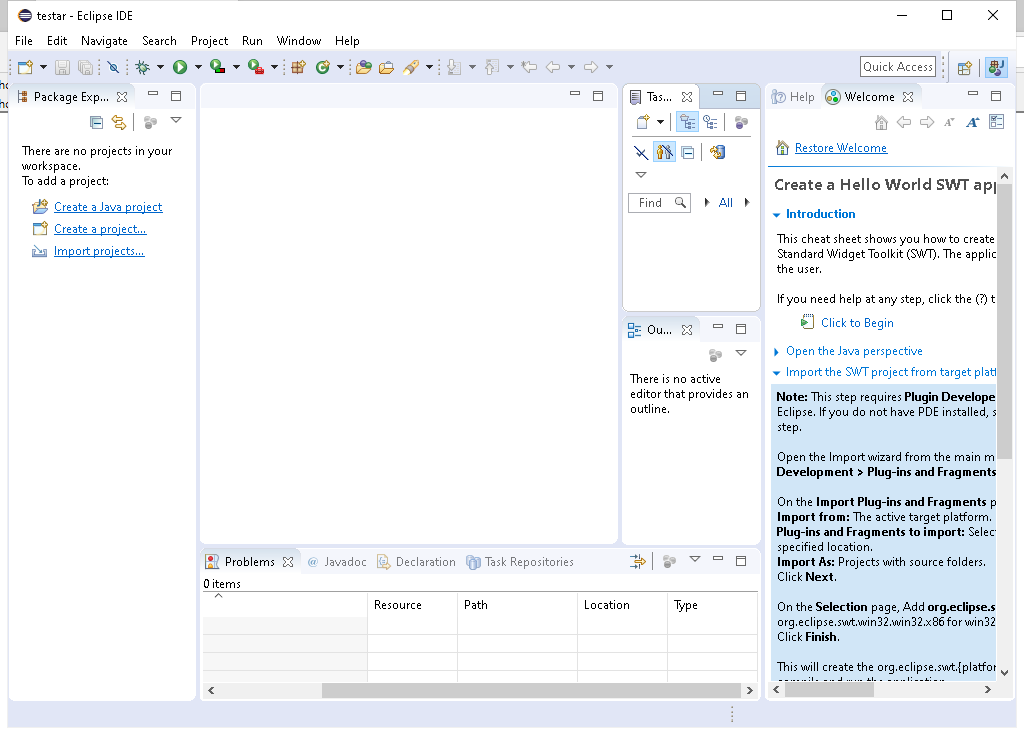 testar - Eclipse IDE
File Edit Navigate Search Project Run Window Help
Quick Access
Package Exp...
There are no projects in your
workspace.
To add a project:
Create a Java project
Create a project...
Import projects...
Tas...
Find
All
Ou...
There is no active
editor that provides an
outline.
Problems @ Javadoc Declaration Task Repositories
0 items
Resource Path Location Type
Help Welcome
Restore Welcome
Create a Hello World SWT app
Introduction
This cheat sheet shows you how to create
Standard Widget Toolkit (SWT). The applic
the user.
If you need help at any step, click the (?) t
Click to Begin
Open the Java perspective
Import the SWT project from target platf
Note: This step requires Plugin Develope
Eclipse. If you do not have PDE installed, s
step.
Open the Import wizard from the main m
Development > Plug-ins and Fragments
On the Import Plug-ins and Fragments p
Import from: The active target platform.
Plug-ins and Fragments to import: Selec
specified location.
Import As: Projects with source folders.
Click Next.
On the Selection page, Add org.eclipse.s
org.eclipse.swt.win32.win32.x86 for win32
Click Finish.
This will create the org.eclipse.swt.{platfor
compile and run the application